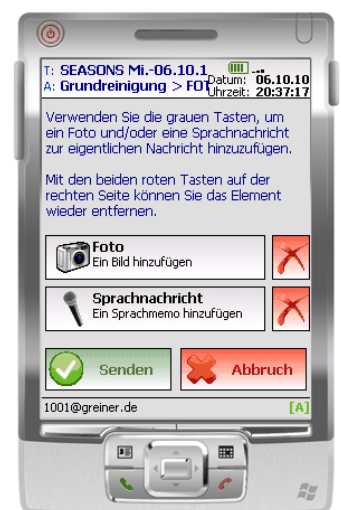 T: SEASONS Mi.-06.10.1
Datum: 06.10.10
A: Grundreinigung > FOT
Uhrzeit: 20:37:17
Verwenden Sie die grauen Tasten, um
ein Foto und/oder eine Sprachnachricht
zur eigentlichen Nachricht hinzuzufügen.
Mit den beiden roten Tasten auf der
rechten Seite können Sie das Element
wieder entfernen.
Foto
Ein Bild hinzufügen
Sprachnachricht
Ein Sprachmemo hinzufügen
Senden
Abbruch
1001@greiner.de
[A]